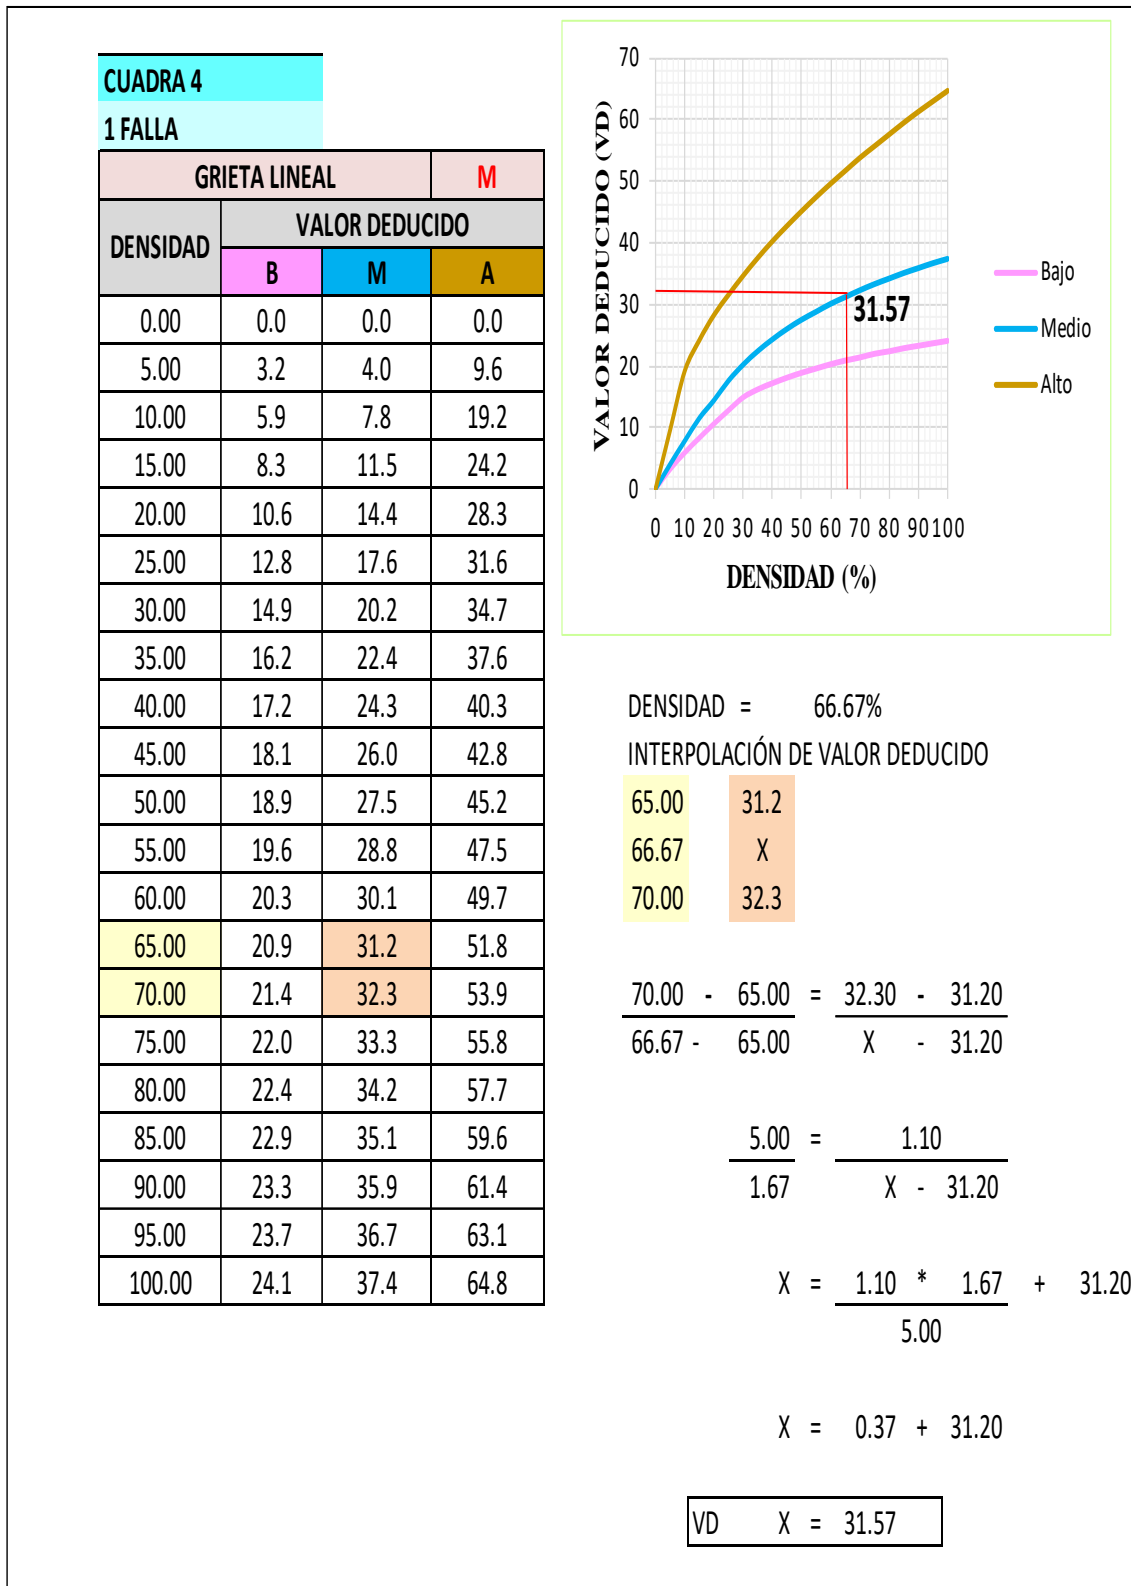 CUADRA 4
1 FALLA
GRIETA LINEAL M
DENSIDAD VALOR DEDUCIDO
B M A
0.00 0.0 0.0 0.0
5.00 3.2 4.0 9.6
10.00 5.9 7.8 19.2
15.00 8.3 11.5 24.2
20.00 10.6 14.4 28.3
25.00 12.8 17.6 31.6
30.00 14.9 20.2 34.7
35.00 16.2 22.4 37.6
40.00 17.2 24.3 40.3
45.00 18.1 26.0 42.8
50.00 18.9 27.5 45.2
55.00 19.6 28.8 47.5
60.00 20.3 30.1 49.7
65.00 20.9 31.2 51.8
70.00 21.4 32.3 53.9
75.00 22.0 33.3 55.8
80.00 22.4 34.2 57.7
85.00 22.9 35.1 59.6
90.00 23.3 35.9 61.4
95.00 23.7 36.7 63.1
100.00 24.1 37.4 64.8
VALOR DEDUCIDO (VD)
70
60
50
40
30
20
10
0
31.57
0 10 20 30 40 50 60 70 80 90 100
DENSIDAD (%)
Bajo
Medio
Alto
DENSIDAD = 66.67%
INTERPOLACIÓN DE VALOR DEDUCIDO
65.00 31.2
66.67 X
70.00 32.3
70.00 - 65.00 = 32.30 - 31.20
66.67 - 65.00 X - 31.20
5.00 = 1.10
1.67 X - 31.20
X = 1.10 * 1.67 + 31.20
5.00
X = 0.37 + 31.20
VD X = 31.57